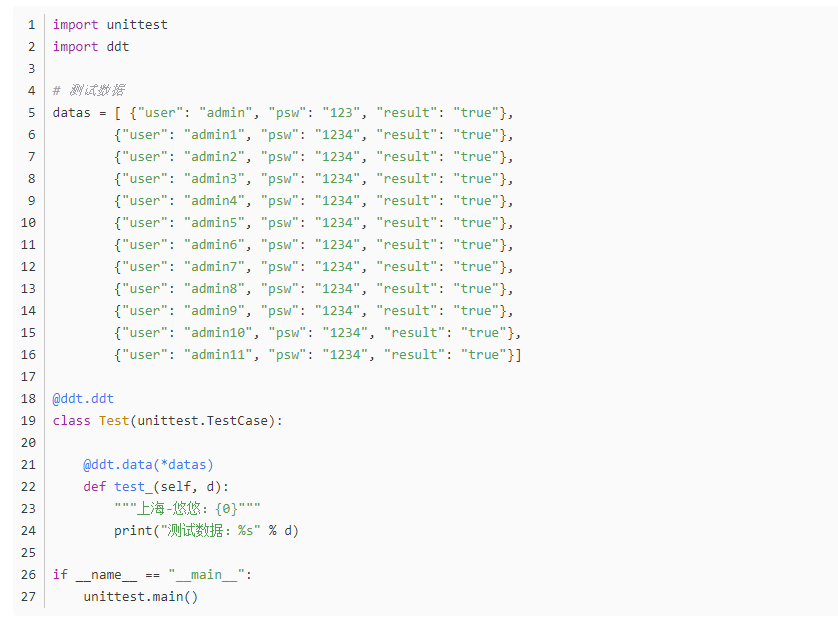 1 import unittest
2 import ddt
3
4 # 测试数据
5 datas = [ {"user": "admin", "psw": "123", "result": "true"},
6         {"user": "admin1", "psw": "1234", "result": "true"},
7         {"user": "admin2", "psw": "1234", "result": "true"},
8         {"user": "admin3", "psw": "1234", "result": "true"},
9         {"user": "admin4", "psw": "1234", "result": "true"},
10         {"user": "admin5", "psw": "1234", "result": "true"},
11         {"user": "admin6", "psw": "1234", "result": "true"},
12         {"user": "admin7", "psw": "1234", "result": "true"},
13         {"user": "admin8", "psw": "1234", "result": "true"},
14         {"user": "admin9", "psw": "1234", "result": "true"},
15         {"user": "admin10", "psw": "1234", "result": "true"},
16         {"user": "admin11", "psw": "1234", "result": "true"}]
17
18 @ddt.ddt
19 class Test(unittest.TestCase):
20
21     @ddt.data(*datas)
22     def test_(self, d):
23         """上海-悠悠：{0}"""
24         print("测试数据：%s" % d)
25
26 if __name__ == "__main__":
27     unittest.main()